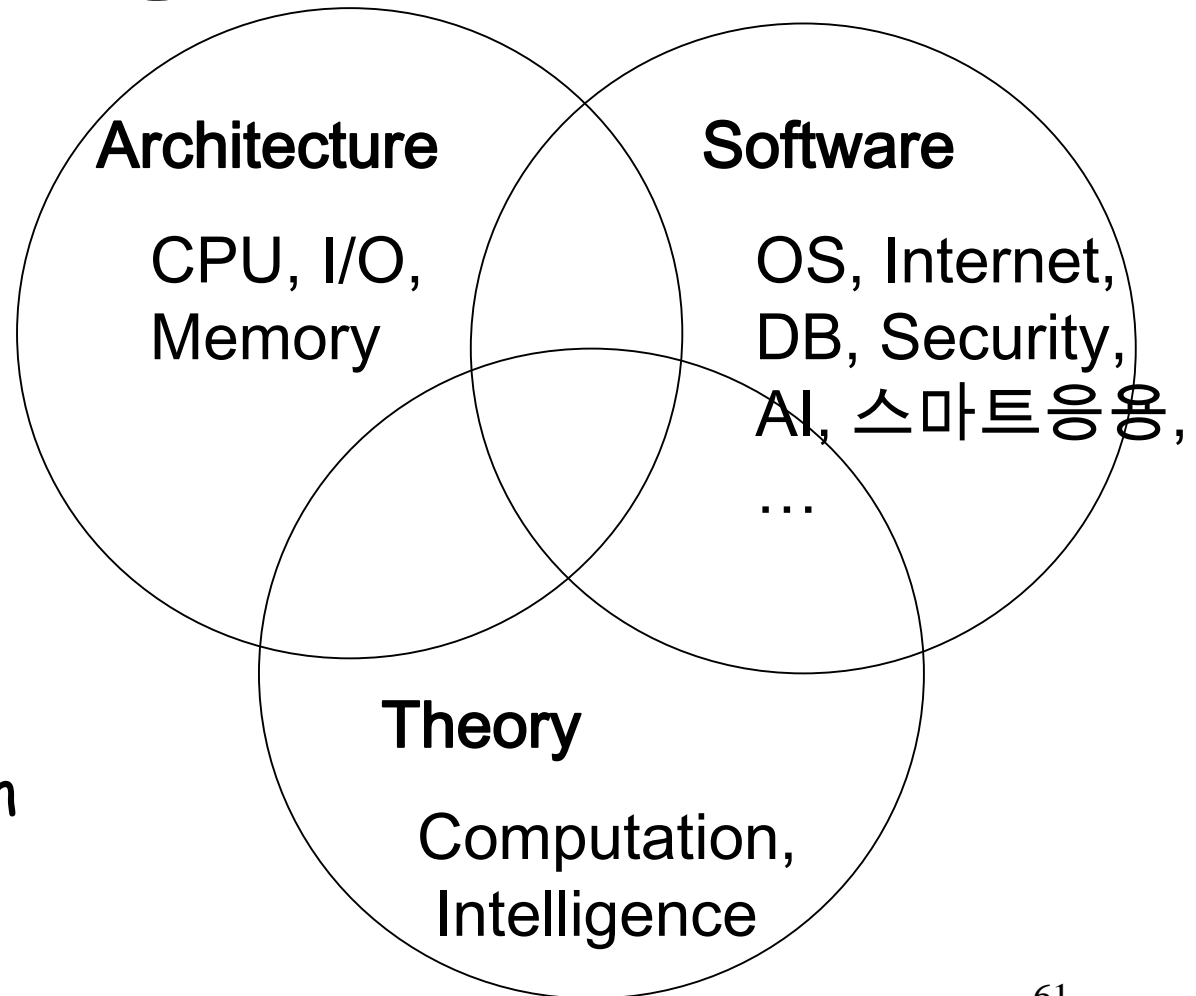 Architecture
CPU, I/O,
Memory
Software
OS, Internet,
DB, Security,
AI, 스마트응용,
...
Theory
Computation,
Intelligence
61